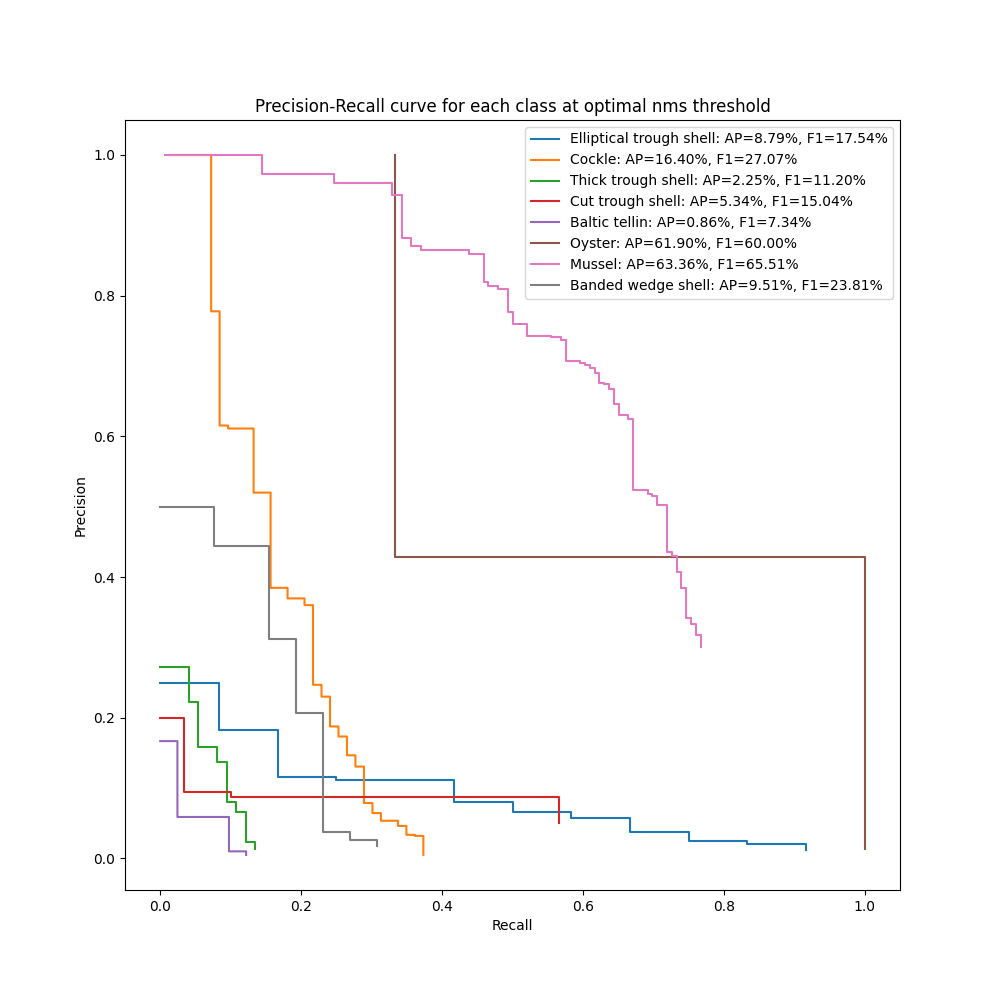 Precision-Recall curve for each class at optimal nms threshold
Elliptical trough shell: AP=8.79%, F1=17.54%
Cockle: AP=16.40%, F1=27.07%
Thick trough shell: AP=2.25%, F1=11.20%
Cut trough shell: AP=5.34%, F1=15.04%
Baltic tellin: AP=0.86%, F1=7.34%
Oyster: AP=61.90%, F1=60.00%
Mussel: AP=63.36%, F1=65.51%
Banded wedge shell: AP=9.51%, F1=23.81%
Precision
1.0
0.8
0.6
0.4
0.2
0.0
0.0 0.2 0.4 0.6 0.8 1.0
Recall